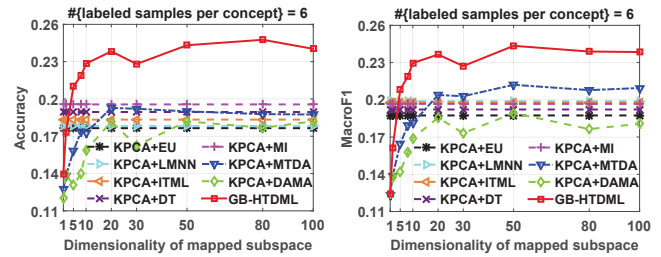 #{labeled samples per concept} = 6
0.26
0.23
0.2
0.17
0.14
0.11
Accuracy
KPCA+EU
KPCA+LMNN
KPCA+ITML
KPCA+DT
KPCA+MI
KPCA+MTDA
KPCA+DAMA
GB-HTDML
1 5 10 20 30 50 80 100
Dimensionality of mapped subspace
#{labeled samples per concept} = 6
0.26
0.23
0.2
0.17
0.14
0.11
MacroF1
KPCA+EU
KPCA+LMNN
KPCA+ITML
KPCA+DT
KPCA+MI
KPCA+MTDA
KPCA+DAMA
GB-HTDML
1 5 10 20 30 50 80 100
Dimensionality of mapped subspace